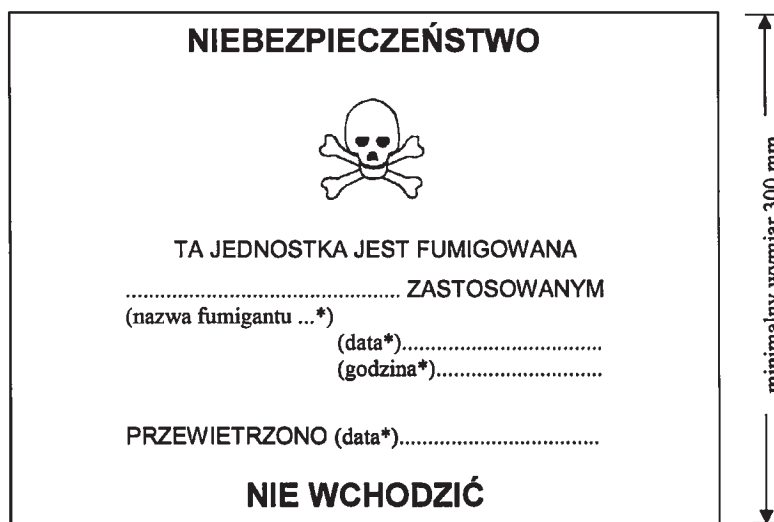 NIEBEZPIECZEŃSTWO
TA JEDNOSTKA JEST FUMIGOWANA
............................................. ZASTOSOWANYM
(nazwa fumigantu ...*)
(data*)..................................
(godzina*)............................
PRZEWIETRZONO (data*)..................................
NIE WCHODZIĆ
minimalny wymiar 300 mm